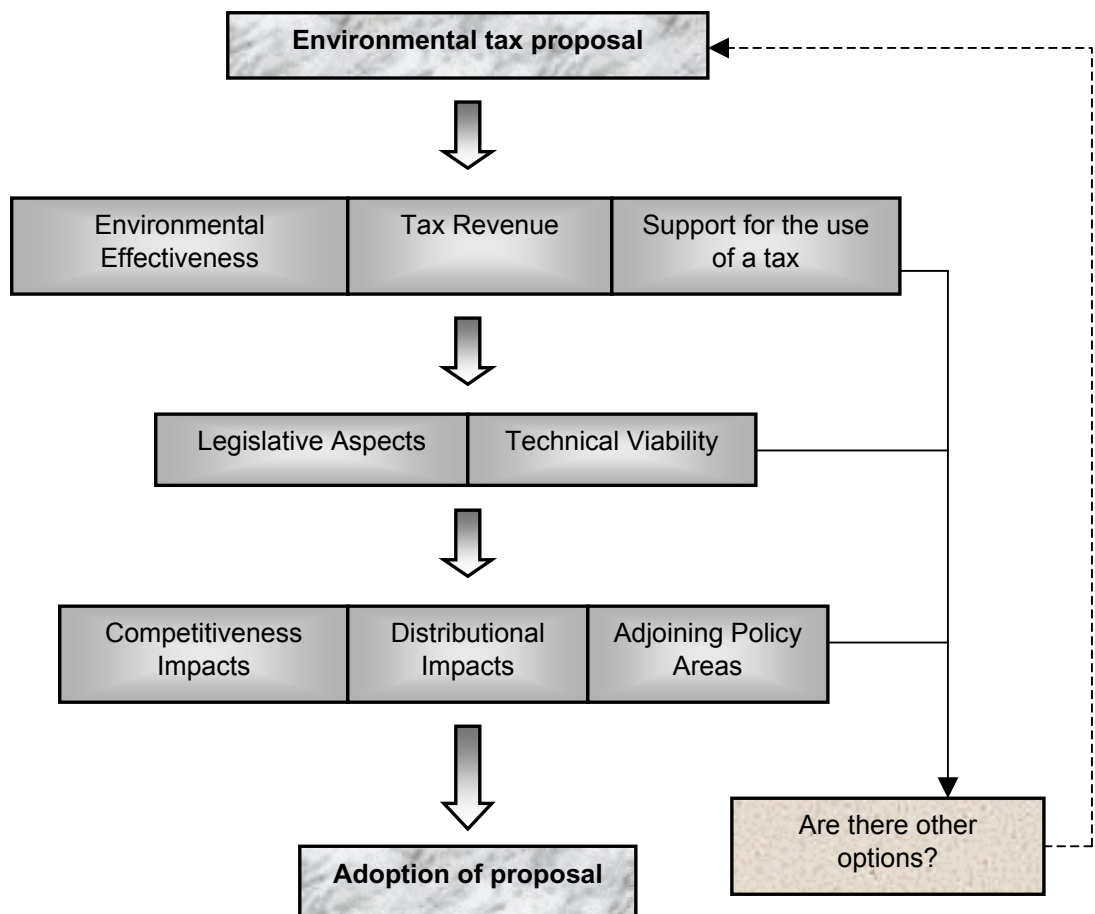 Environmental tax proposal
Environmental
Effectiveness
Tax Revenue
Support for the use
of a tax
Legislative Aspects
Technical Viability
Competitiveness
Impacts
Distributional
Impacts
Adjoining Policy
Areas
Are there other
options?
Adoption of proposal